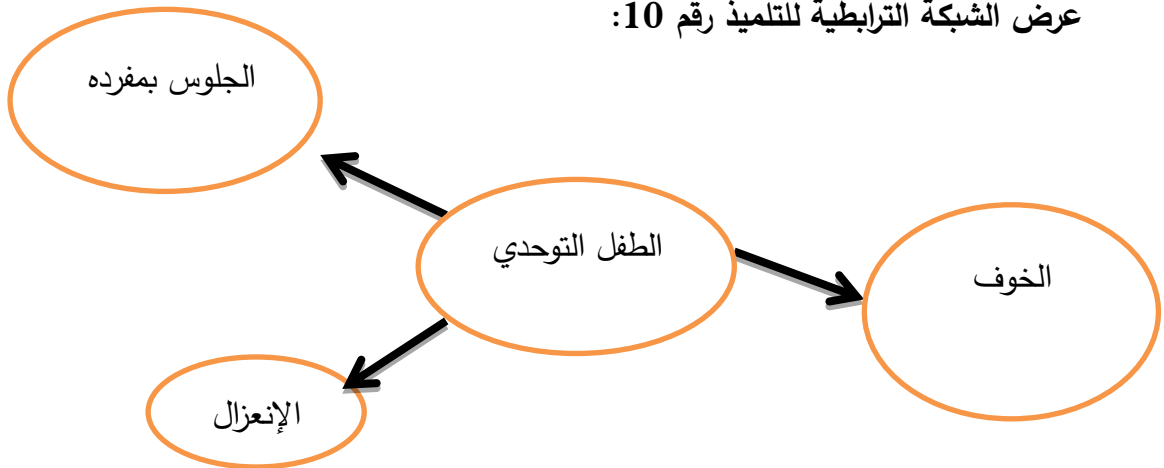 عرض الشبكة الترابطية للتلميذ رقم 10:
الجلوس بمفرده
الطفل التوحدي
الخوف
الإنعزال